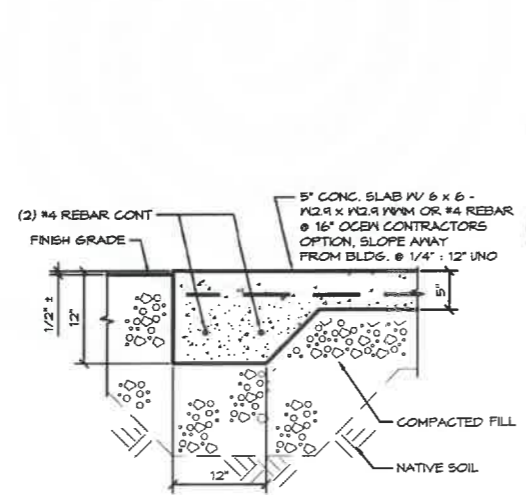 5" CONC. SLAB W/ 6 x 6 -
W2.9 x W2.9 WWM OR #4 REBAR
@ 16" OCEW CONTRACTORS
OPTION, SLOPE AWAY
FROM BLDG. @ 1/4" : 12" UNO
(2) #4 REBAR CONT
FINISH GRADE
1/2" ±
12"
5"
COMPACTED FILL
NATIVE SOIL
12"